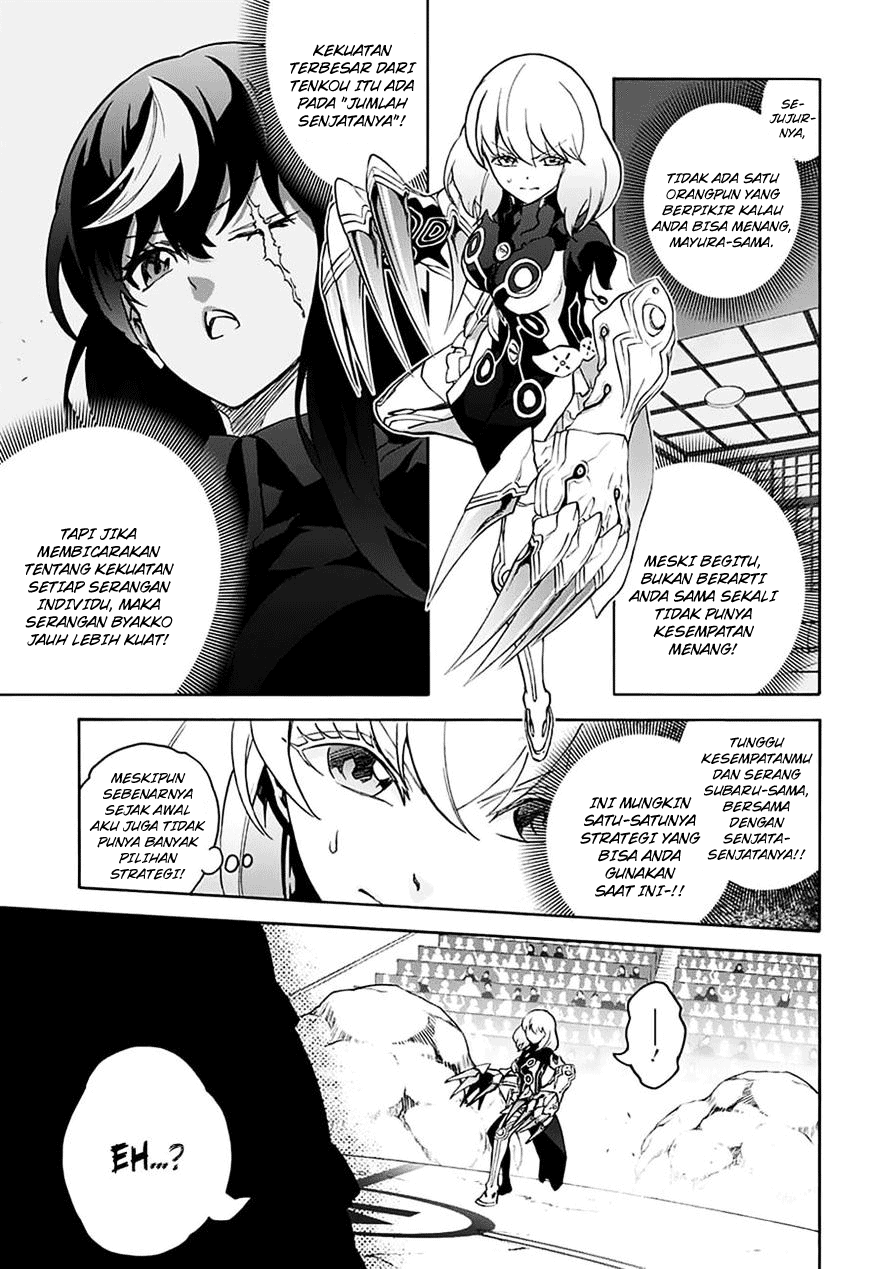 SE-
JUJUR-
NYA,
TIDAK ADA SATU
ORANGPUN YANG
BERPIKIR KALAU
ANDA BISA MENANG,
MAYURA-SAMA.
MESKI BEGITU,
BUKAN BERARTI
ANDA SAMA SEKALI
TIDAK PUNYA
KESEMPATAN
MENANG!
KEKUATAN
TERBESAR DARI
TENKOU ITU ADA
PADA "JUMLAH
SENJATANYA"!
TAPI JIKA
MEMBICARAKAN
TENTANG KEKUATAN
SETIAP SERANGAN
INDIVIDU, MAKA
SERANGAN BYAKKO
JAUH LEBIH KUAT!
TUNGGU
KESEMPATANMU
DAN SERANG
SUBARU-SAMA,
BERSAMA
DENGAN
SENJATA-
SENJATANYA!!
INI MUNGKIN
SATU-SATUNYA
STRATEGI YANG
BISA ANDA
GUNAKAN
SAAT INI-!!
MESKIPUN
SEBENARNYA
SEJAK AWAL
AKU JUGA TIDAK
PUNYA BANYAK
PILIHAN
STRATEGI!
—!
EH...?